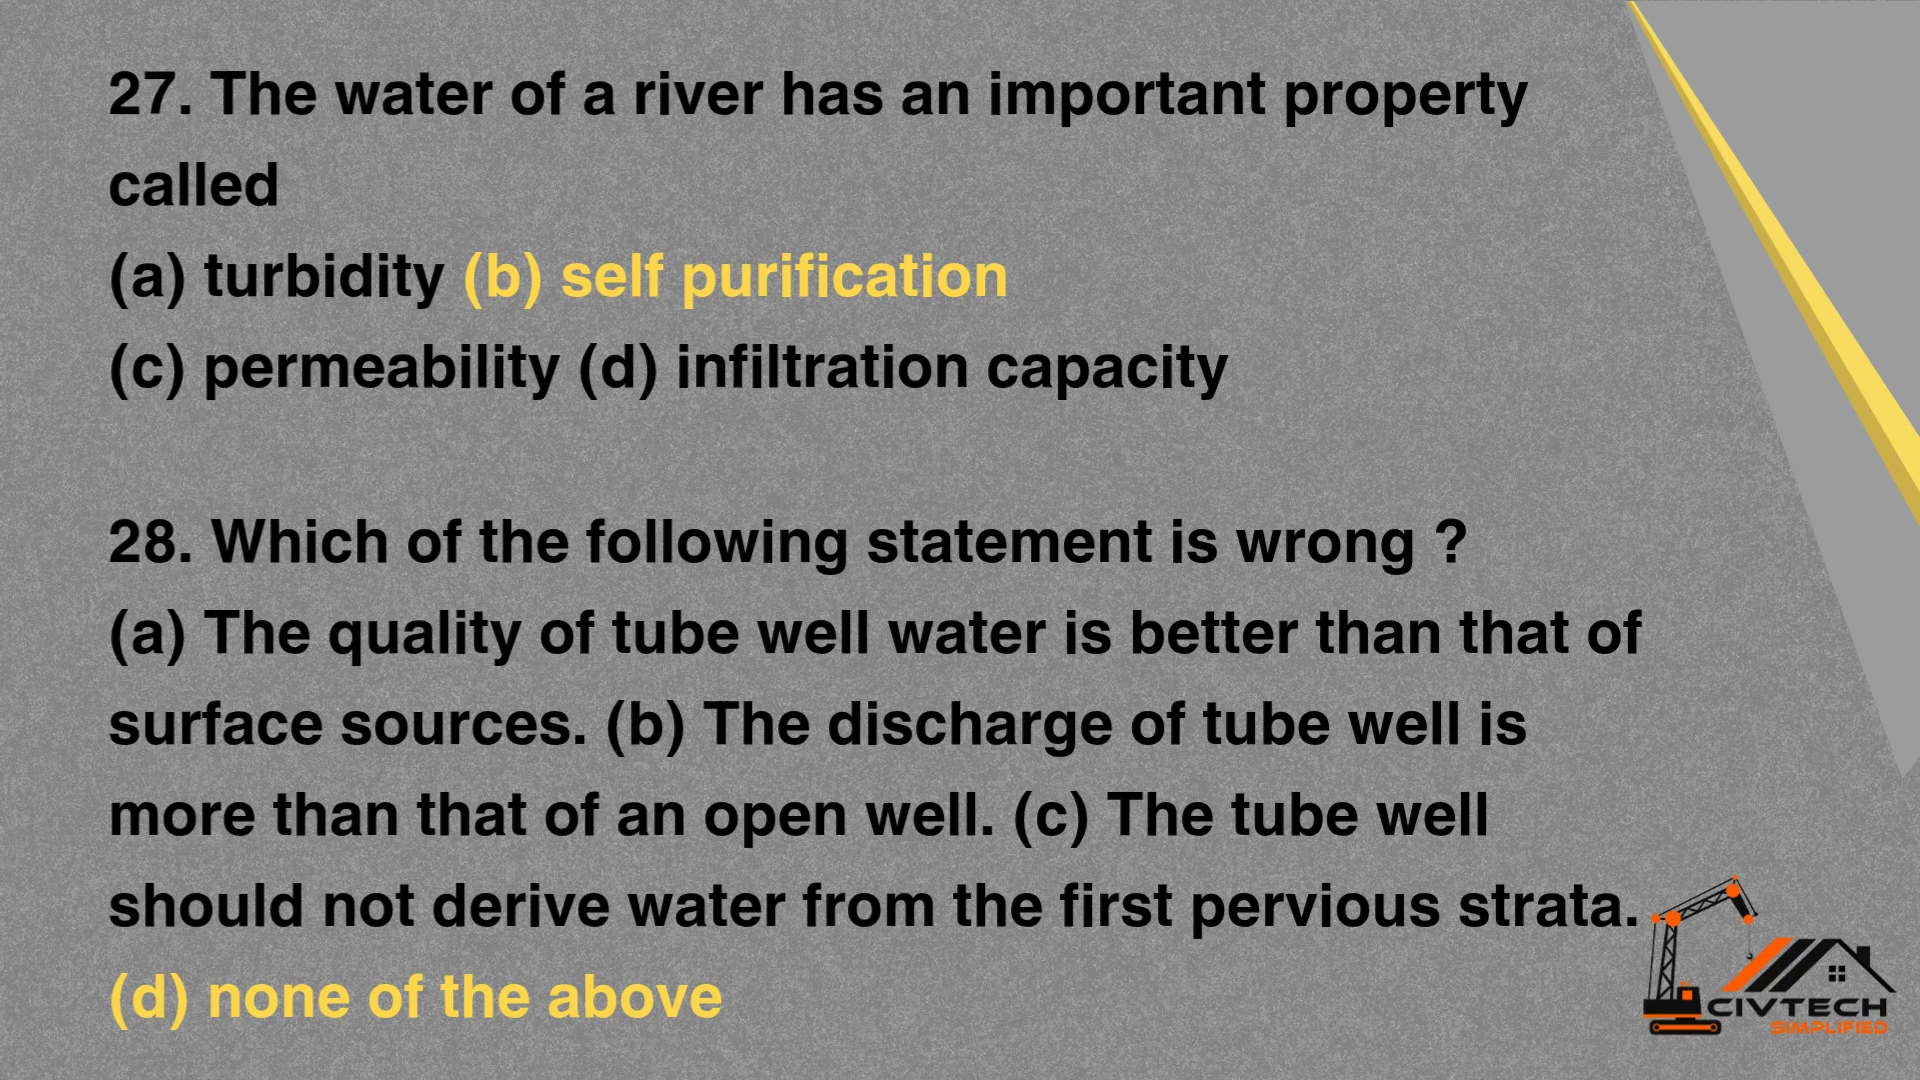 27. The water of a river has an important property
called
(a) turbidity (b) self purification
(c) permeability (d) infiltration capacity
28. Which of the following statement is wrong ?
(a) The quality of tube well water is better than that of
surface sources. (b) The discharge of tube well is
more than that of an open well. (c) The tube well
should not derive water from the first pervious strata.
(d) none of the above
CIVTECH
SIMPLIFIED